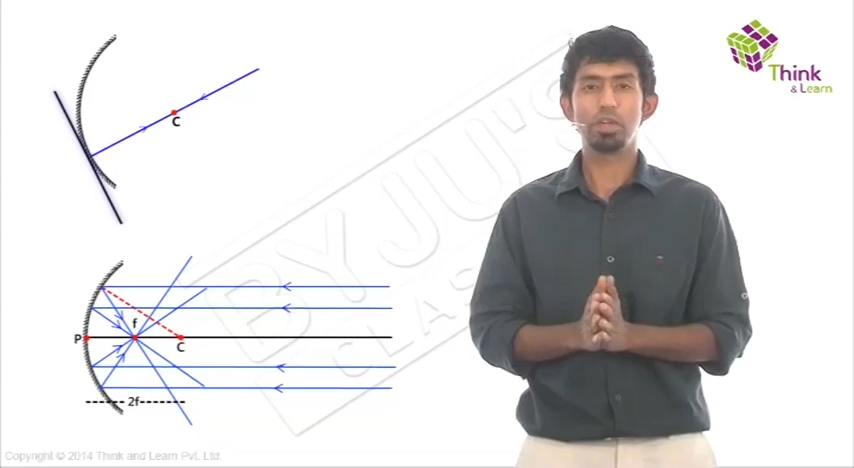 Think
& Learn
C
BYJU'S
CLASSES
f
P
C
2f
Copyright © 2014 Think and Learn Pvt. Ltd.